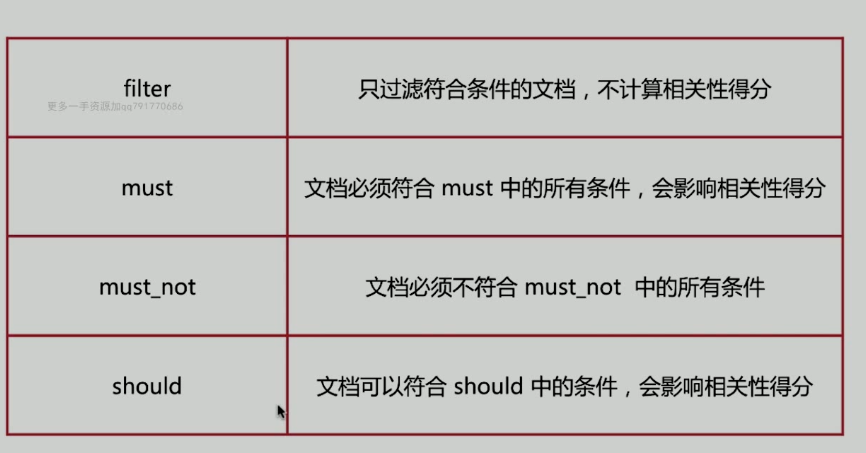 filter
更多一手资源加qq791770686
只过滤符合条件的文档，不计算相关性得分
must
文档必须符合 must 中的所有条件，会影响相关性得分
must_not
文档必须不符合 must_not 中的所有条件
should
文档可以符合 should 中的条件，会影响相关性得分